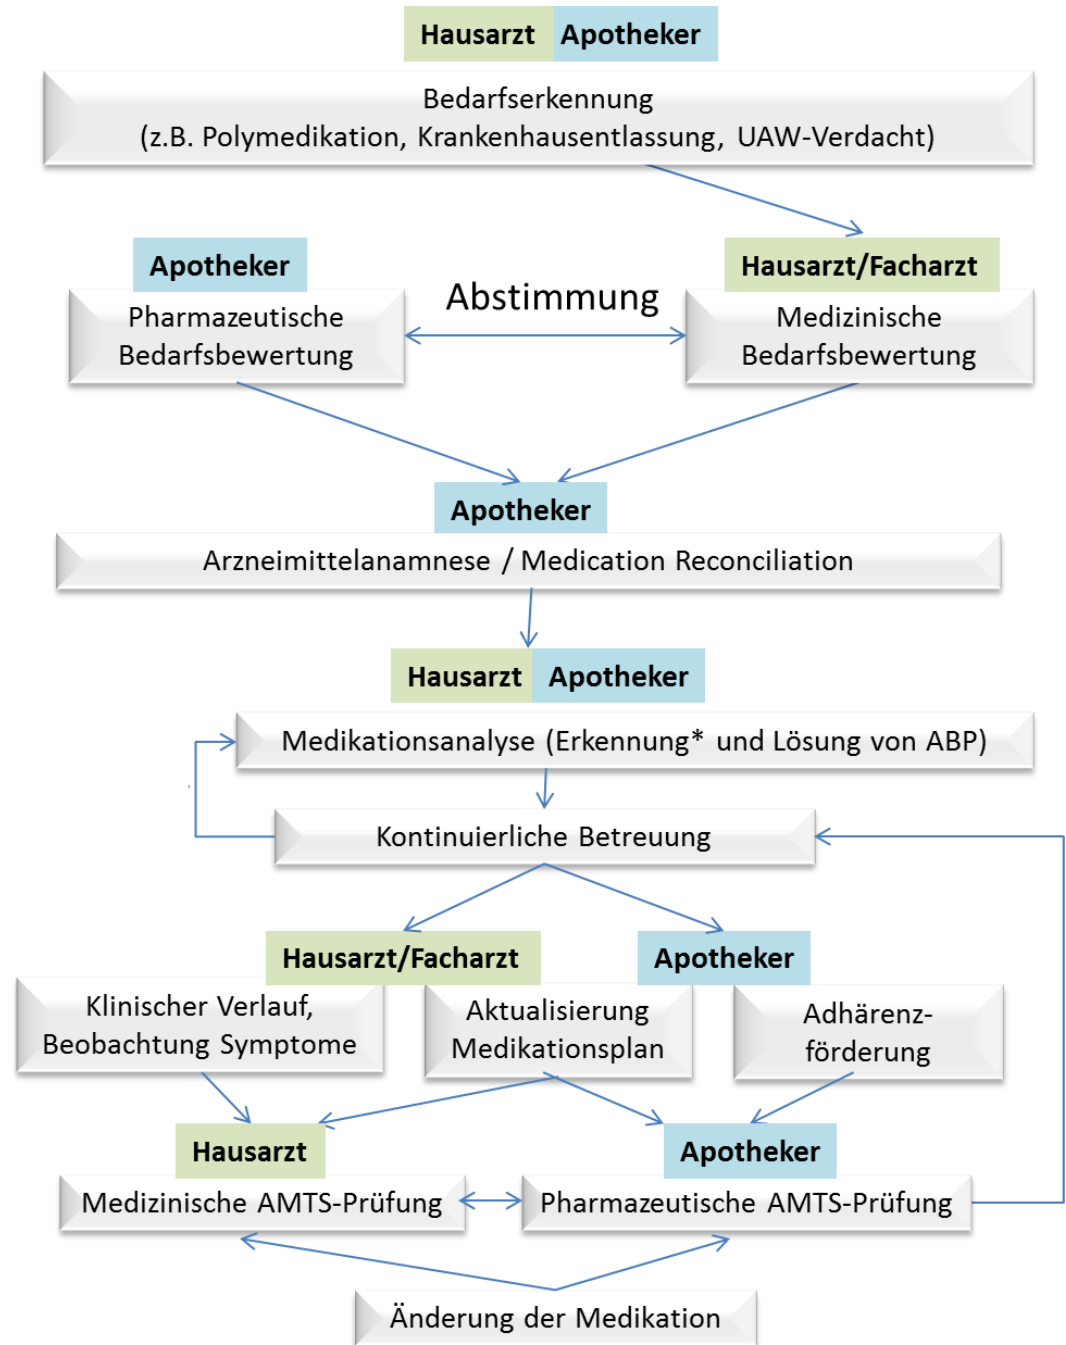 Hausarzt Apotheker
Bedarfserkennung
(z.B. Polymedikation, Krankenhausentlassung, UAW-Verdacht)
Apotheker
Hausarzt/Facharzt
Abstimmung
Pharmazeutische
Bedarfsbewertung
Medizinische
Bedarfsbewertung
Apotheker
Arzneimittelanamnese / Medication Reconciliation
Hausarzt Apotheker
Medikationsanalyse (Erkennung* und Lösung von ABP)
Kontinuierliche Betreuung
Hausarzt/Facharzt
Apotheker
Klinischer Verlauf,
Beobachtung Symptome
Aktualisierung
Medikationsplan
Adhärenz-
förderung
Hausarzt
Apotheker
Medizinische AMTS-Prüfung
Pharmazeutische AMTS-Prüfung
Änderung der Medikation